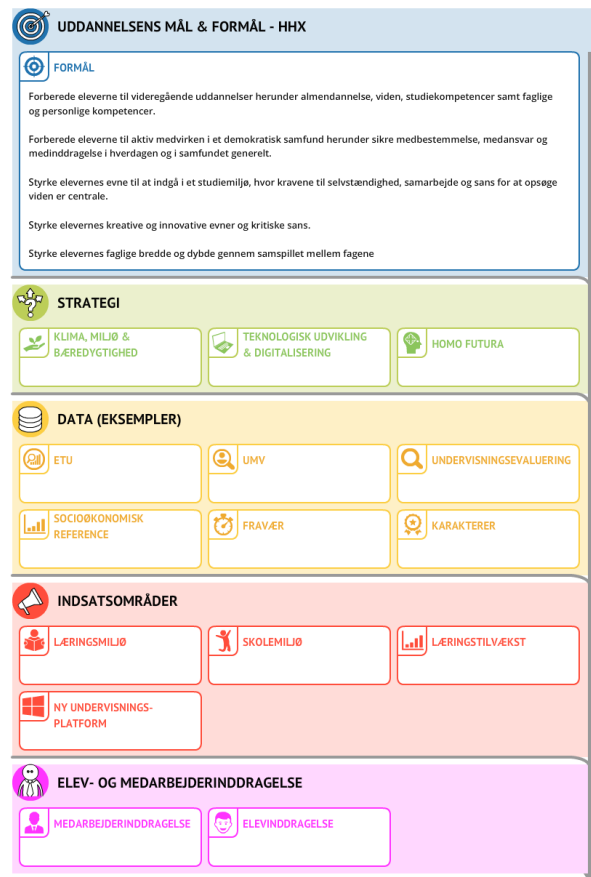 UDDANNELSENS MÅL & FORMÅL - HHX
FORMÅL
Forberede eleverne til videregående uddannelser herunder almendannelse, viden, studiekompetencer samt faglige
og personlige kompetencer.
Forberede eleverne til aktiv medvirken i et demokratisk samfund herunder sikre medbestemmelse, medansvar og
medinddragelse i hverdagen og i samfundet generelt.
Styrke elevernes evne til at indgå i et studiemiljø, hvor kravene til selvstændighed, samarbejde og sans for at opsøge
viden er centrale.
Styrke elevernes kreative og innovative evner og kritiske sans.
Styrke elevernes faglige bredde og dybde gennem samspillet mellem fagene
STRATEGI
KLIMA, MILJØ &
BÆREDYGTIGHED
TEKNOLOGISK UDVIKLING
& DIGITALISERING
HOMO FUTURA
DATA (EKSEMPLER)
ETU
UMV
UNDERVISNINGSEVALUERING
SOCIOØKONOMISK
REFERENCE
FRAVÆR
KARAKTERER
INDSATSOMRÅDER
LÆRINGSMILJØ
SKOLEMILJØ
LÆRINGSTILVÆKST
NY UNDERVISNINGS-
PLATFORM
ELEV- OG MEDARBEJDERINDDRAGELSE
MEDARBEJDERINDDRAGELSE
ELEVINDDRAGELSE